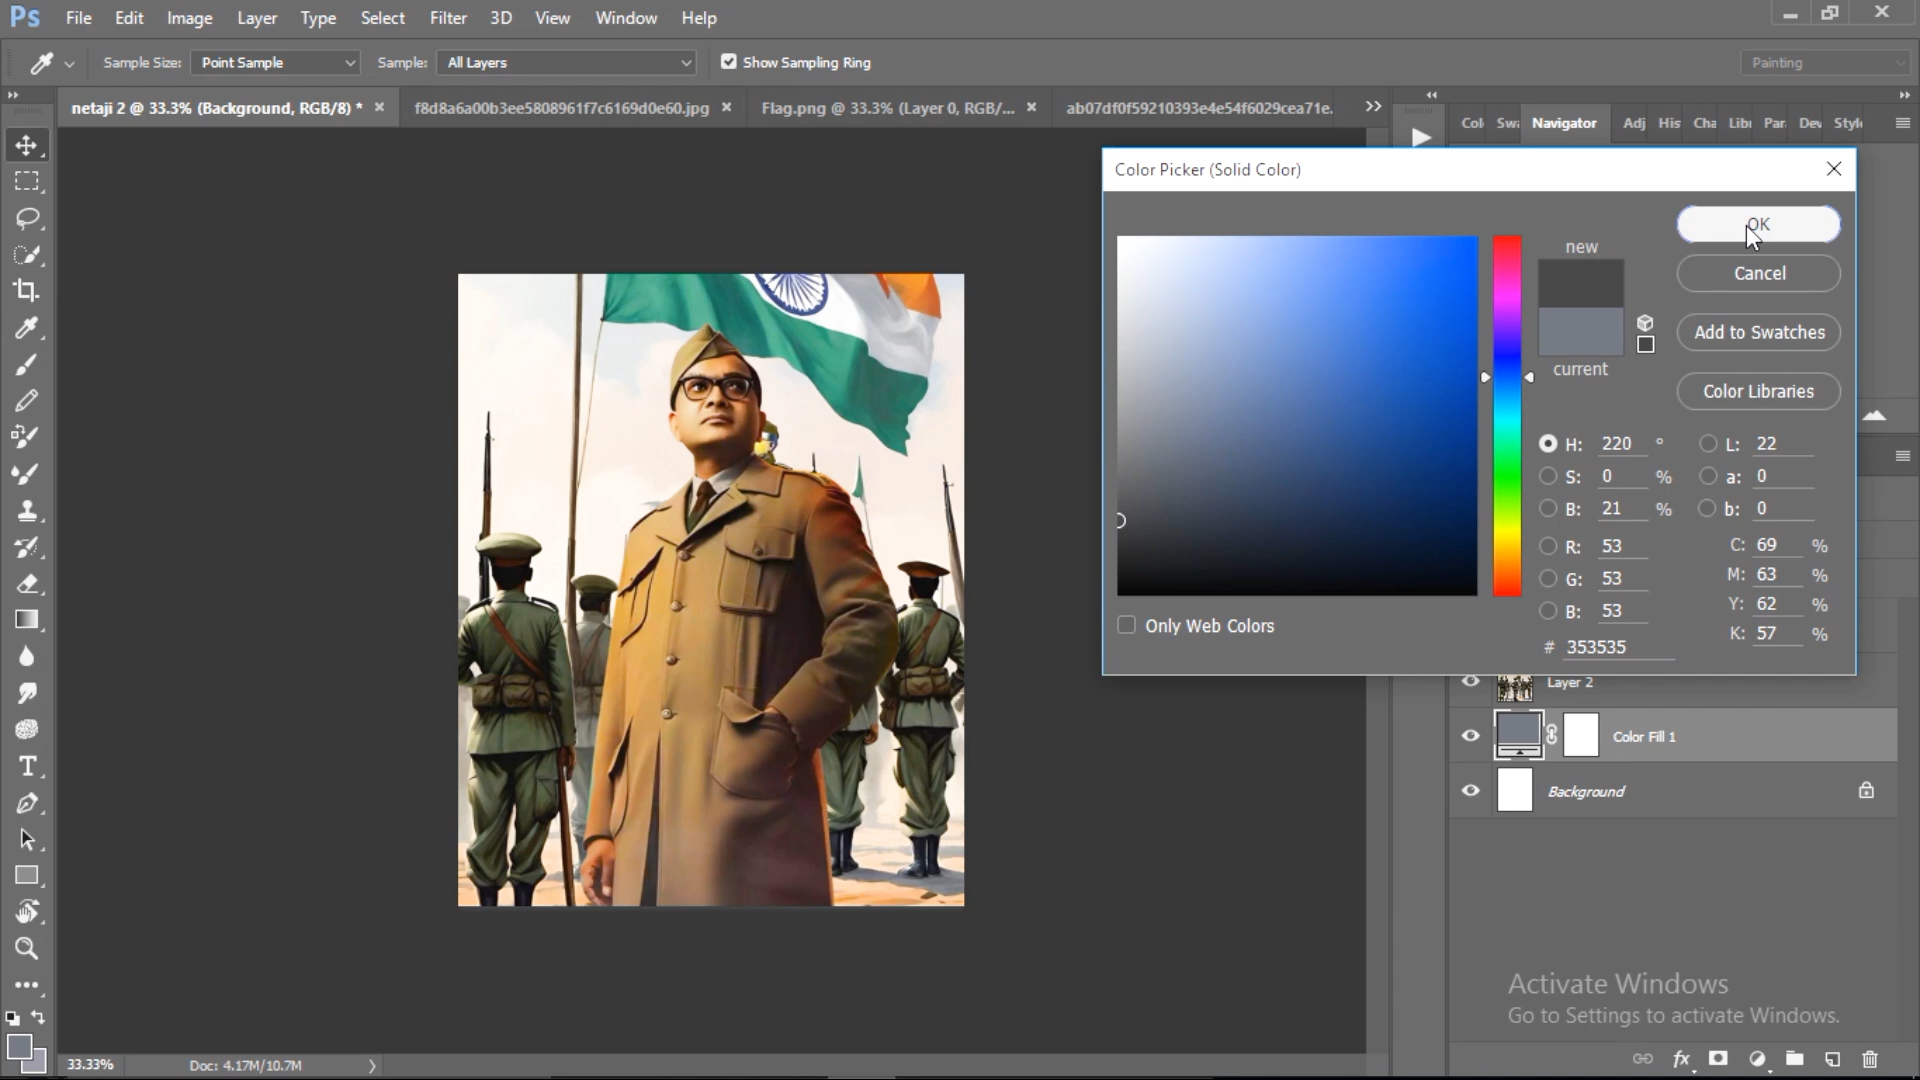 Ps File Edit Image Layer Type Select Filter 3D View Window Help
Sample Size: Point Sample Sample: All Layers Show Sampling Ring Painting
netaji 2 @ 33.3% (Background, RGB/8) * × f8d8a6a00b3ee5808961f7c6169d0e60.jpg × Flag.png @ 33.3% (Layer 0, RGB/... × ab07df0f59210393e4e54f6029cea71e.
Col Swa Navigator Adj His Cha Libr Par Dev Style
Color Picker (Solid Color)
OK
new
Cancel
Add to Swatches
current
Color Libraries
H: 220 ° L: 22
S: 0 % a: 0
B: 21 % b: 0
R: 53 C: 69 %
G: 53 M: 63 %
B: 53 Y: 62 %
K: 57 %
Only Web Colors
# 353535
Layer 2
Color Fill 1
Background
Activate Windows
Go to Settings to activate Windows.
T
fx
33.33% Doc: 4.17M/10.7M